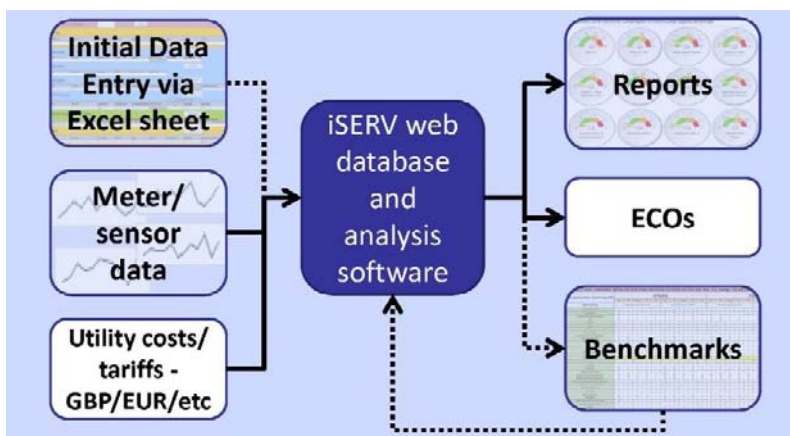 Initial Data
Entry via
Excel sheet
Meter/
sensor
data
Utility costs/
tariffs -
GBP/EUR/etc
iSERV web
database
and
analysis
software
Reports
ECOs
Benchmarks